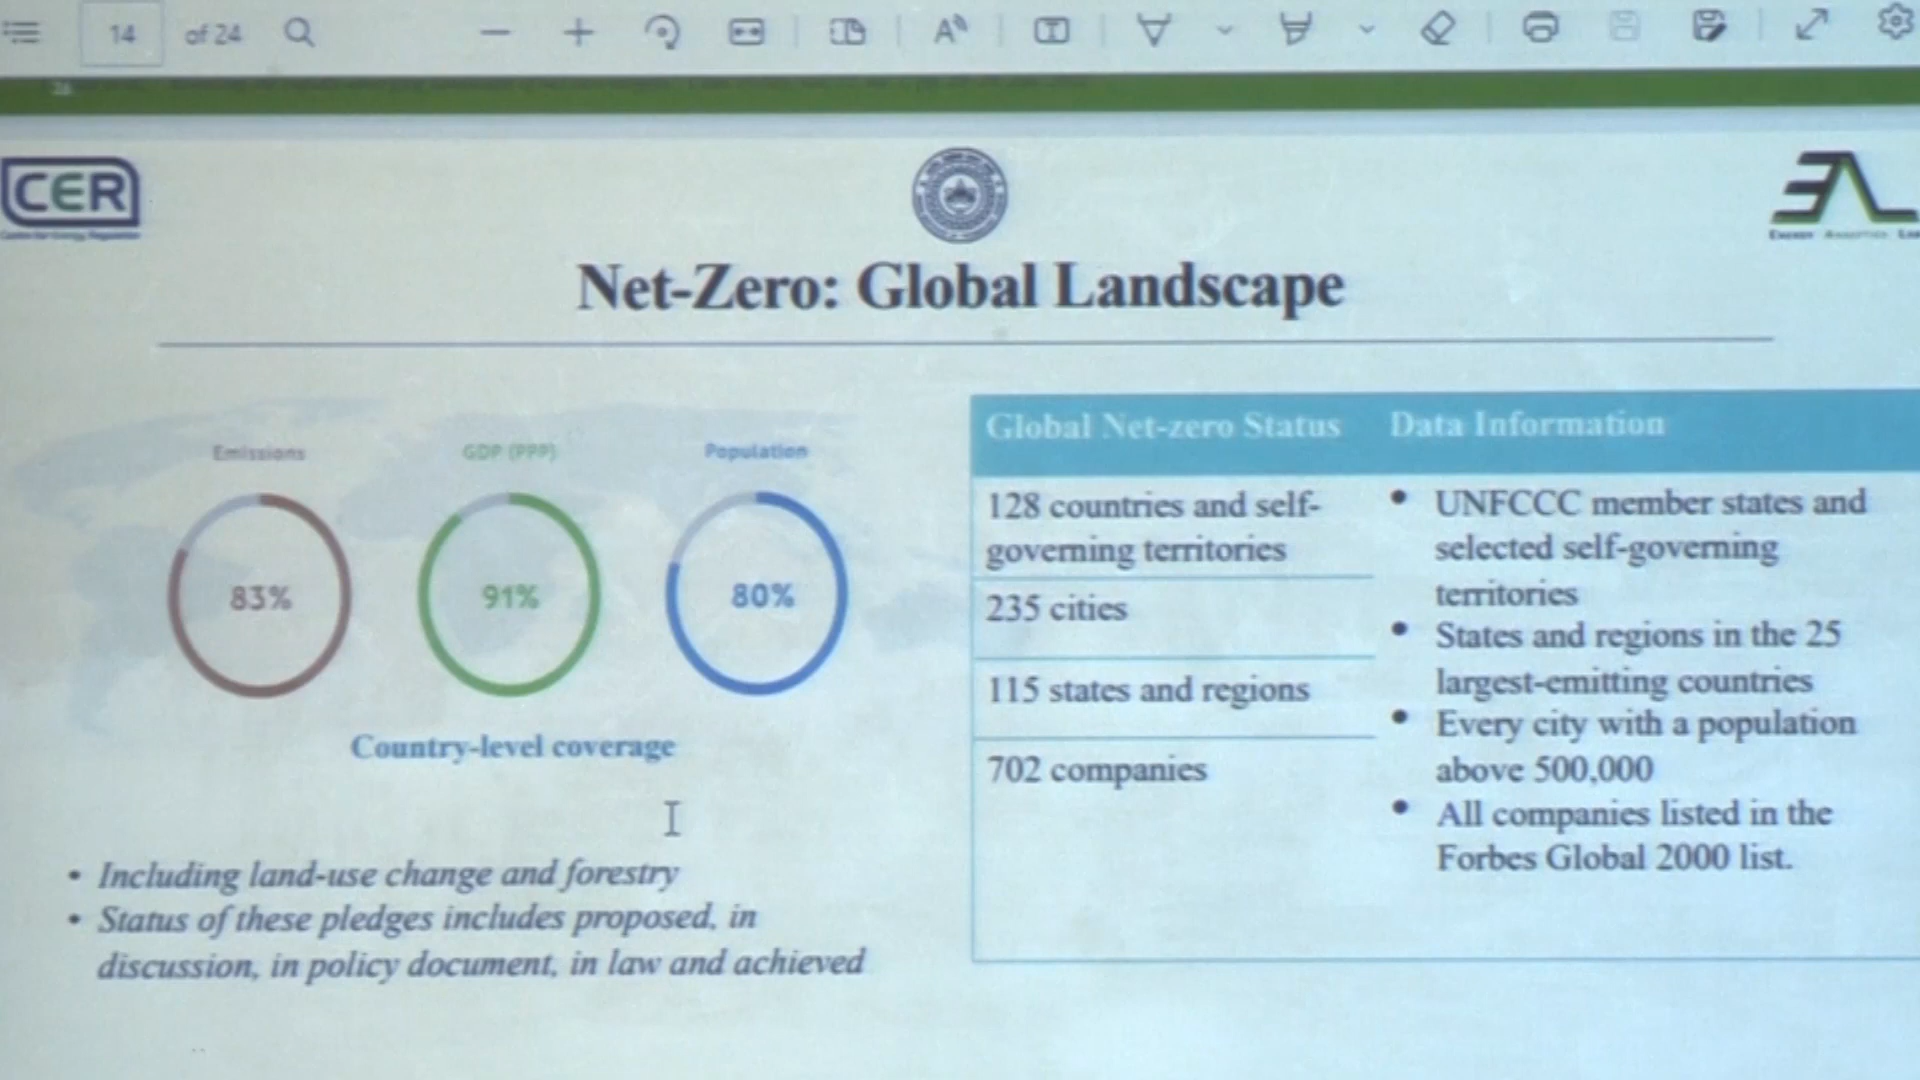 14 of 24
CER
Net-Zero: Global Landscape
Emissions
GDP (PPP)
Population
83%
91%
80%
Country-level coverage
• Including land-use change and forestry
• Status of these pledges includes proposed, in
discussion, in policy document, in law and achieved
Global Net-zero Status
128 countries and self-
governing territories
235 cities
115 states and regions
702 companies
Data Information
• UNFCCC member states and
selected self-governing
territories
• States and regions in the 25
largest-emitting countries
• Every city with a population
above 500,000
• All companies listed in the
Forbes Global 2000 list.